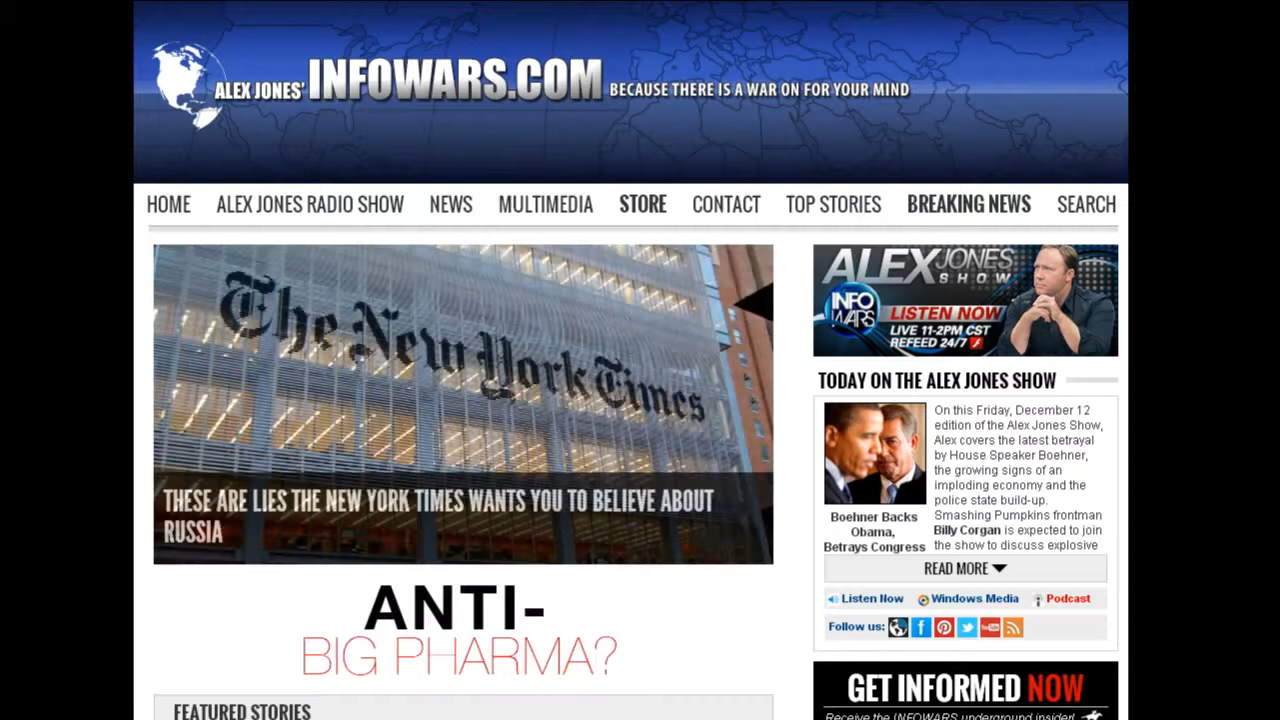 ALEX JONES' INFOWARS.COM BECAUSE THERE IS A WAR ON FOR YOUR MIND
HOME ALEX JONES RADIO SHOW NEWS MULTIMEDIA STORE CONTACT TOP STORIES BREAKING NEWS SEARCH
The New York Times
THESE ARE LIES THE NEW YORK TIMES WANTS YOU TO BELIEVE ABOUT
RUSSIA
ANTI-
BIG PHARMA?
FEATURED STORIES
ALEX JONES
SHOW
INFO
WARS
LISTEN NOW
LIVE 11-2PM CST
REFEED 24/7
TODAY ON THE ALEX JONES SHOW
Boehner Backs
Obama,
Betrays Congress
On this Friday, December 12
edition of the Alex Jones Show,
Alex covers the latest betrayal
by House Speaker Boehner,
the growing signs of an
imploding economy and the
police state build-up.
Smashing Pumpkins frontman
Billy Corgan is expected to join
the show to discuss explosive
READ MORE
Listen Now Windows Media Podcast
Follow us:
GET INFORMED NOW
Receive the INFOWARS underground insider!